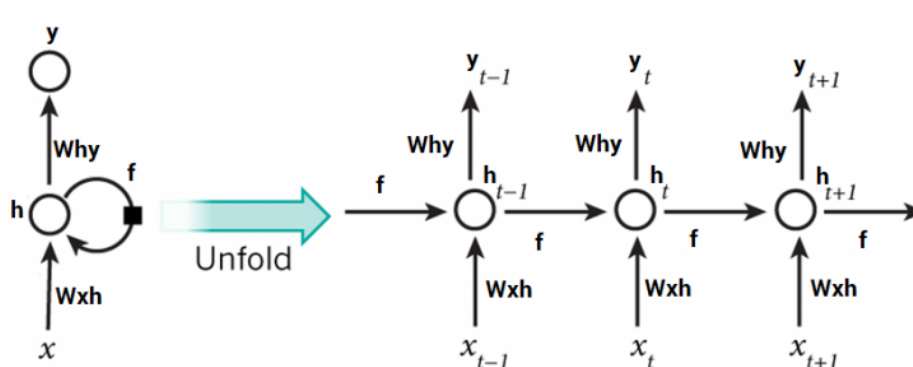 y
Why
f
h
Wxh
x
Unfold
y t−1
y t
y t+1
Why
Why
Why
f
h t−1
h t
h t+1
f
f
f
Wxh
Wxh
Wxh
x t−1
x t
x t+1